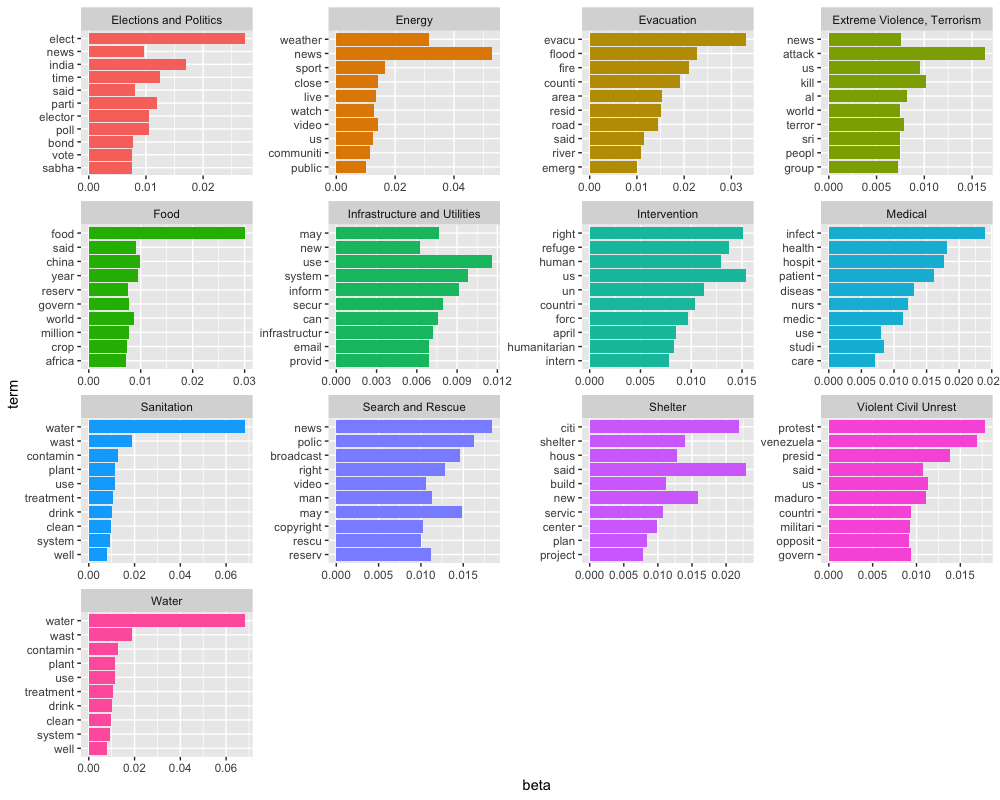 Elections and Politics
elect
news
india
time
said
parti
elector
poll
bond
vote
sabha
0.00 0.01 0.02
Energy
weather
news
sport
close
live
watch
video
us
communiti
public
0.00 0.02 0.04
Evacuation
evacu
flood
fire
counti
area
resid
road
said
river
emerg
0.00 0.01 0.02 0.03
Extreme Violence, Terrorism
news
attack
us
kill
al
world
terror
sri
peopl
group
0.000 0.005 0.010 0.015
Food
food
said
china
year
reserv
govern
world
million
crop
africa
0.00 0.01 0.02 0.03
Infrastructure and Utilities
may
new
use
system
inform
secur
can
infrastructur
email
provid
0.000 0.003 0.006 0.009 0.012
Intervention
right
refuge
human
us
un
countri
forc
april
humanitarian
intern
0.000 0.005 0.010 0.015
Medical
infect
health
hospit
patient
diseas
nurs
medic
use
studi
care
0.000 0.005 0.010 0.015 0.020 0.02
term
Sanitation
water
wast
contamin
plant
use
treatment
drink
clean
system
well
0.00 0.02 0.04 0.06
Search and Rescue
news
polic
broadcast
right
video
man
may
copyright
rescu
reserv
0.000 0.005 0.010 0.015
Shelter
citi
shelter
hous
said
build
new
servic
center
plan
project
0.000 0.005 0.010 0.015 0.020
Violent Civil Unrest
protest
venezuela
presid
said
us
maduro
countri
militari
opposit
govern
0.000 0.005 0.010 0.015
Water
water
wast
contamin
plant
use
treatment
drink
clean
system
well
0.00 0.02 0.04 0.06
beta